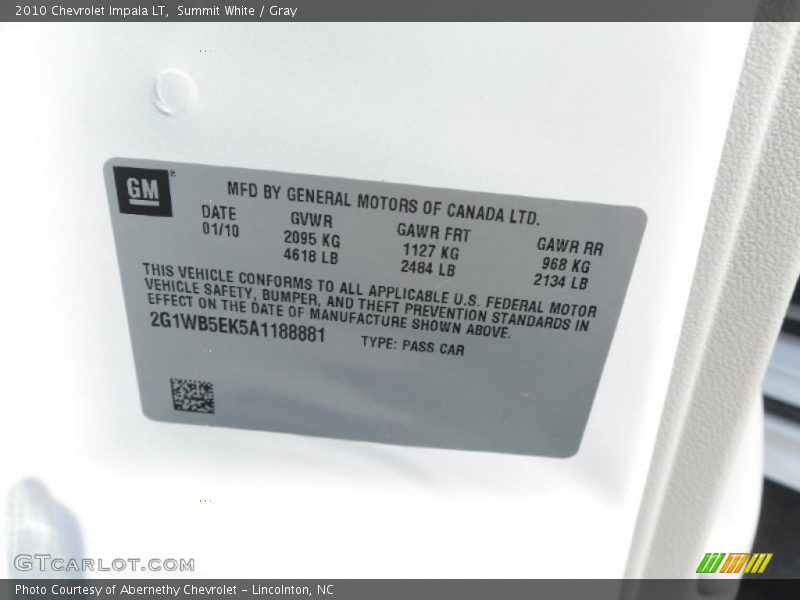 2010 Chevrolet Impala LT, Summit White / Gray
GM®
MFD BY GENERAL MOTORS OF CANADA LTD.
DATE GVWR GAWR FRT GAWR RR
01/10 2095 KG 1127 KG 968 KG
4618 LB 2484 LB 2134 LB
THIS VEHICLE CONFORMS TO ALL APPLICABLE U.S. FEDERAL MOTOR
VEHICLE SAFETY, BUMPER, AND THEFT PREVENTION STANDARDS IN
EFFECT ON THE DATE OF MANUFACTURE SHOWN ABOVE.
2G1WB5EK5A1188881 TYPE: PASS CAR
GTCARLOT.COM
Photo Courtesy of Abernethy Chevrolet - Lincolnton, NC